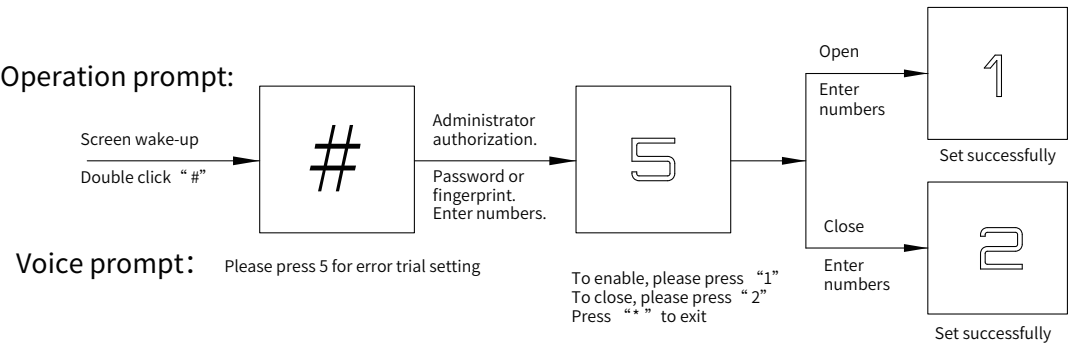 Operation prompt:
Screen wake-up
Double click “ #”
#
Administrator
authorization.
Password or
fingerprint.
Enter numbers.
5
Open
Enter
numbers
1
Set successfully
Close
Enter
numbers
2
Set successfully
Voice prompt:
Please press 5 for error trial setting
To enable, please press “1”
To close, please press “ 2”
Press “* ” to exit